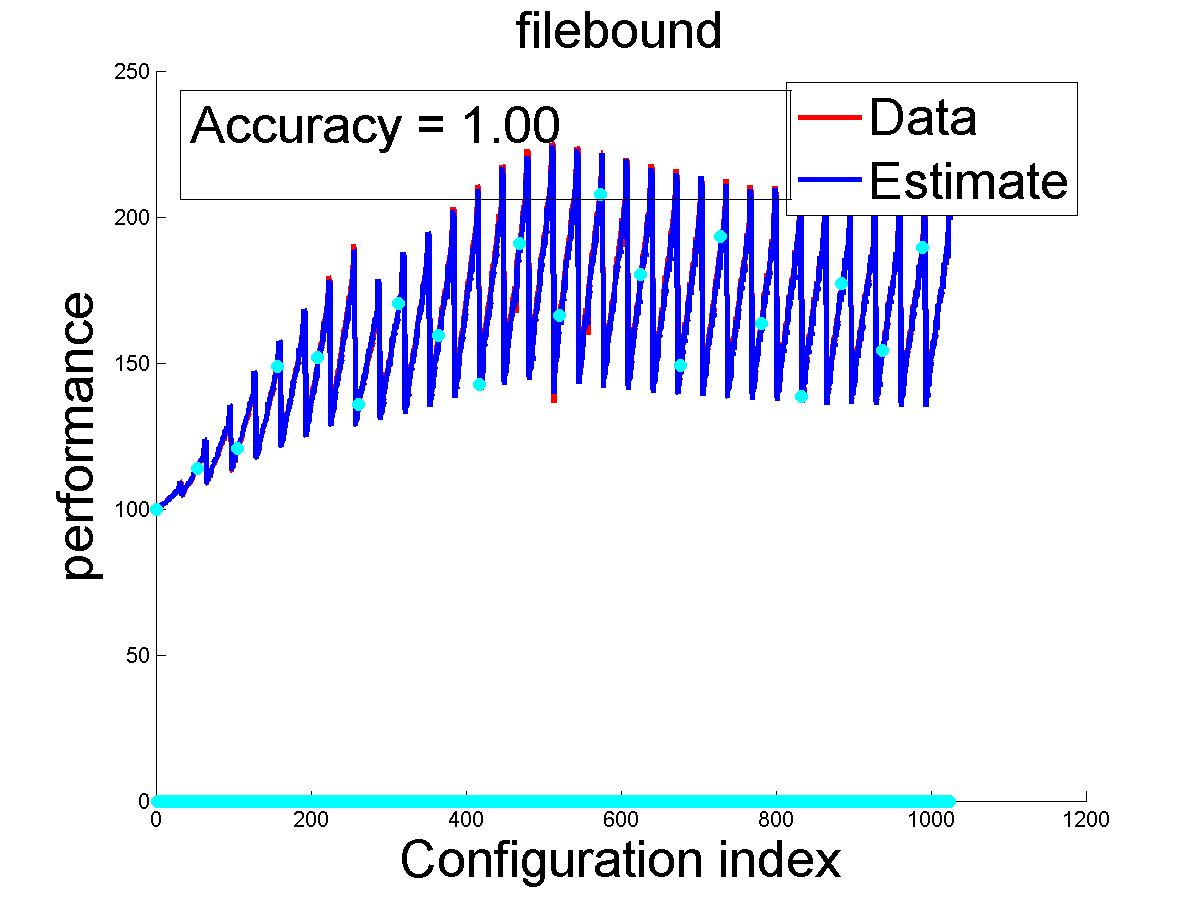 filebound
250
Accuracy = 1.00
Data
Estimate
200
150
100
50
0
performance
0 200 400 600 800 1000 1200
Configuration index